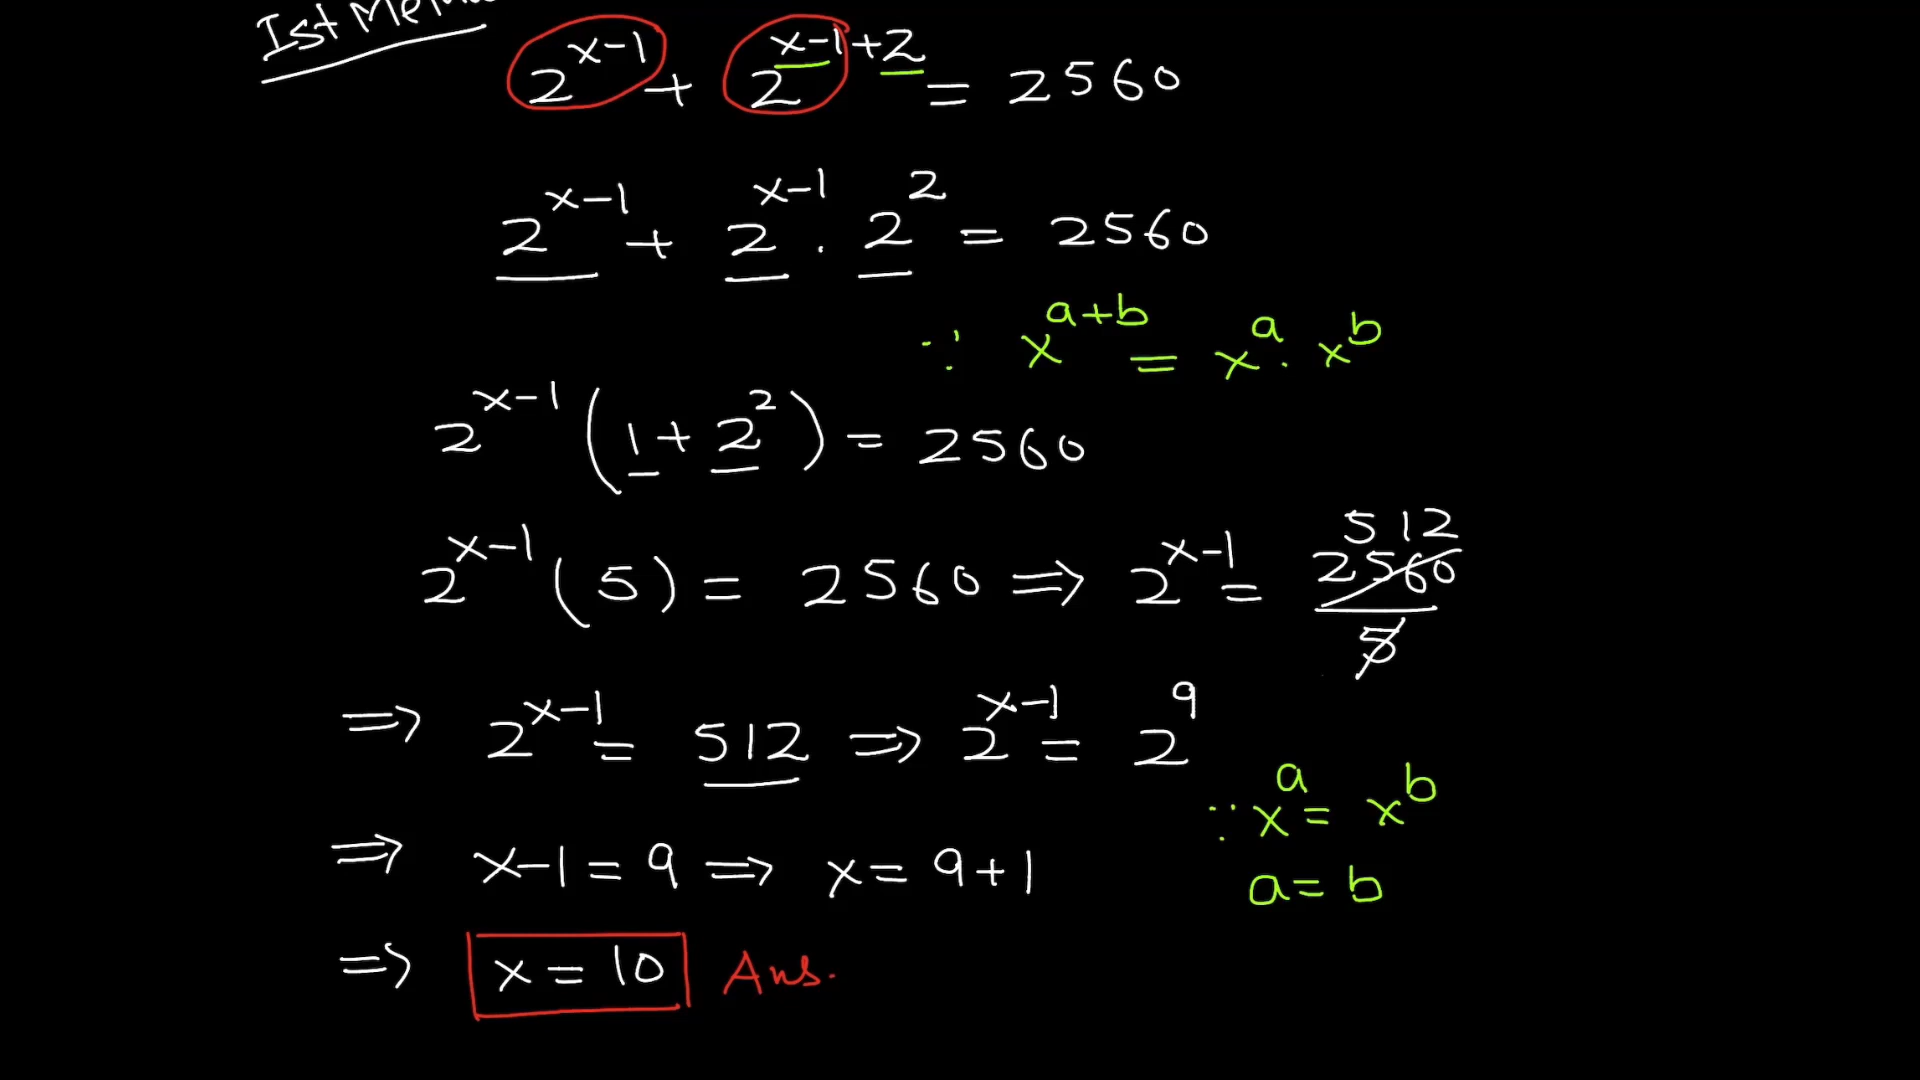 Ist
2^{x-1} + 2^{x-1+2} = 2560
2^{x-1} + 2^{x-1} . 2^2 = 2560
∵ x^{a+b} = x^a . x^b
2^{x-1} (1 + 2^2) = 2560
2^{x-1} (5) = 2560 ⇒ 2^{x-1} = 2560/5 512
⇒ 2^{x-1} = 512 ⇒ 2^{x-1} = 2^9
∵ x^a = x^b
⇒ x-1 = 9 ⇒ x = 9+1
a = b
⇒ x = 10 Ans.